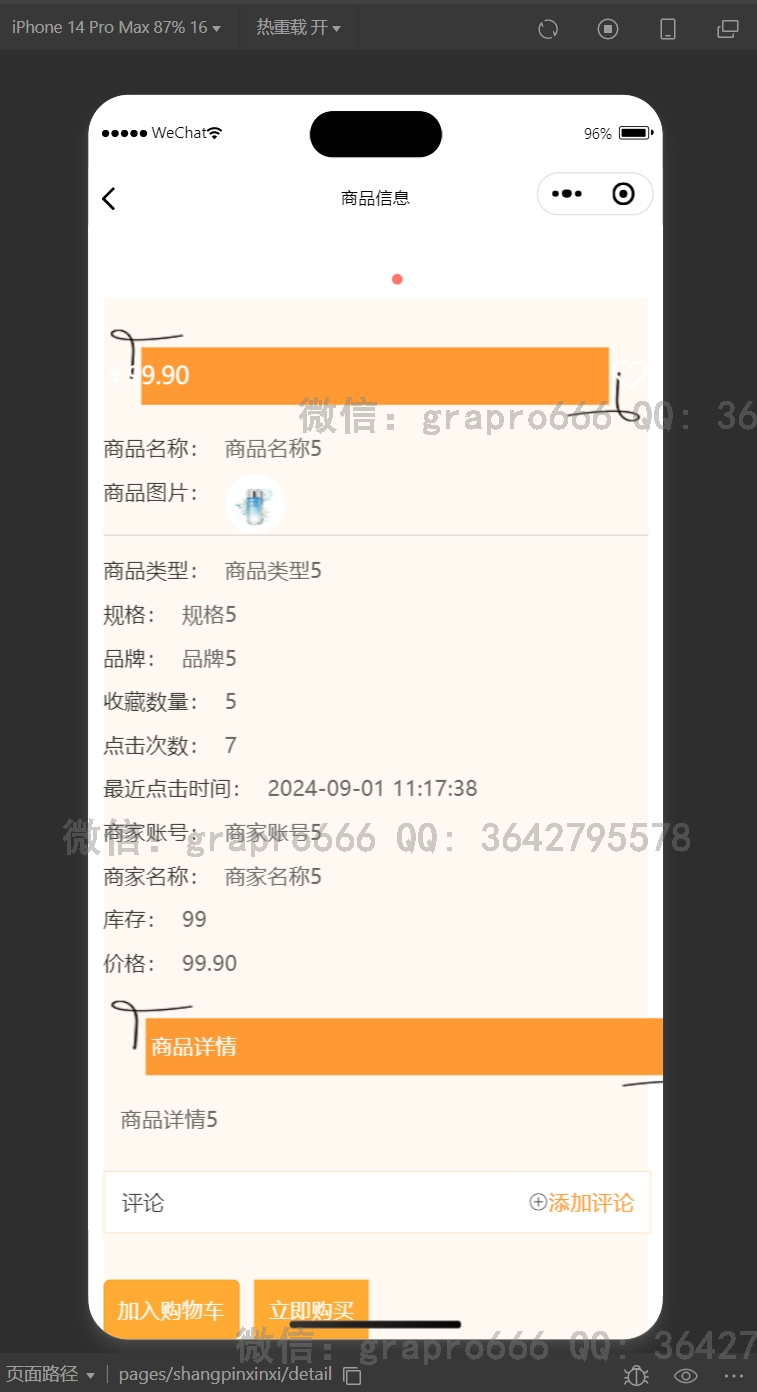 iPhone 14 Pro Max 87% 16
热重载 开
WeChat
96%
商品信息
¥99.90
微信: grapro666 QQ: 36
商品名称: 商品名称5
商品图片:
商品类型: 商品类型5
规格: 规格5
品牌: 品牌5
收藏数量: 5
点击次数: 7
最近点击时间: 2024-09-01 11:17:38
商家账号: 商家账号5
微信: grapro666 QQ: 3642795578
商家名称: 商家名称5
库存: 99
价格: 99.90
商品详情
商品详情5
评论
添加评论
加入购物车
立即购买
微信: grapro666 QQ: 36427
页面路径
pages/shangpinxinxi/detail